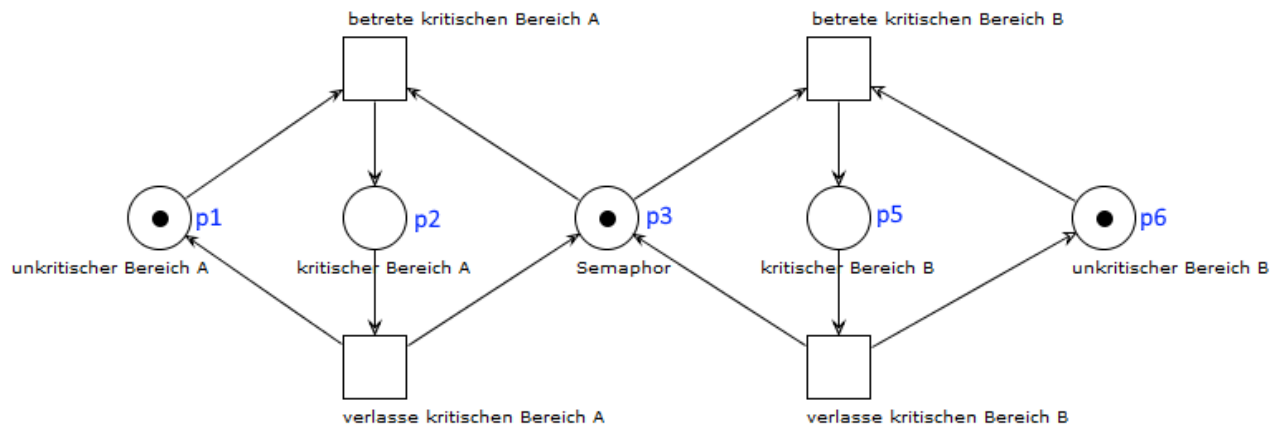 betrete kritischen Bereich A
betrete kritischen Bereich B
p1
p2
p3
p5
p6
unkritischer Bereich A
kritischer Bereich A
Semaphor
kritischer Bereich B
unkritischer Bereich B
verlasse kritischen Bereich A
verlasse kritischen Bereich B